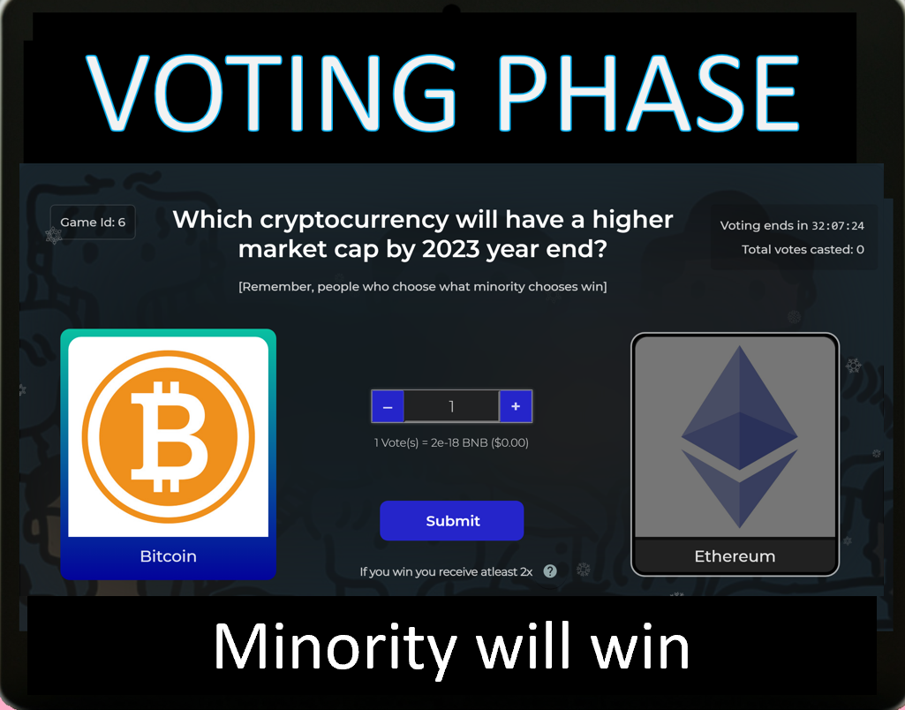 VOTING PHASE
Game Id: 6
Which cryptocurrency will have a higher
market cap by 2023 year end?
[Remember, people who choose what minority chooses win]
Voting ends in 32:07:24
Total votes casted: 0
– 1 +
1 Vote(s) = 2e-18 BNB ($0.00)
Submit
If you win you receive atleast 2x ?
Bitcoin
Ethereum
Minority will win